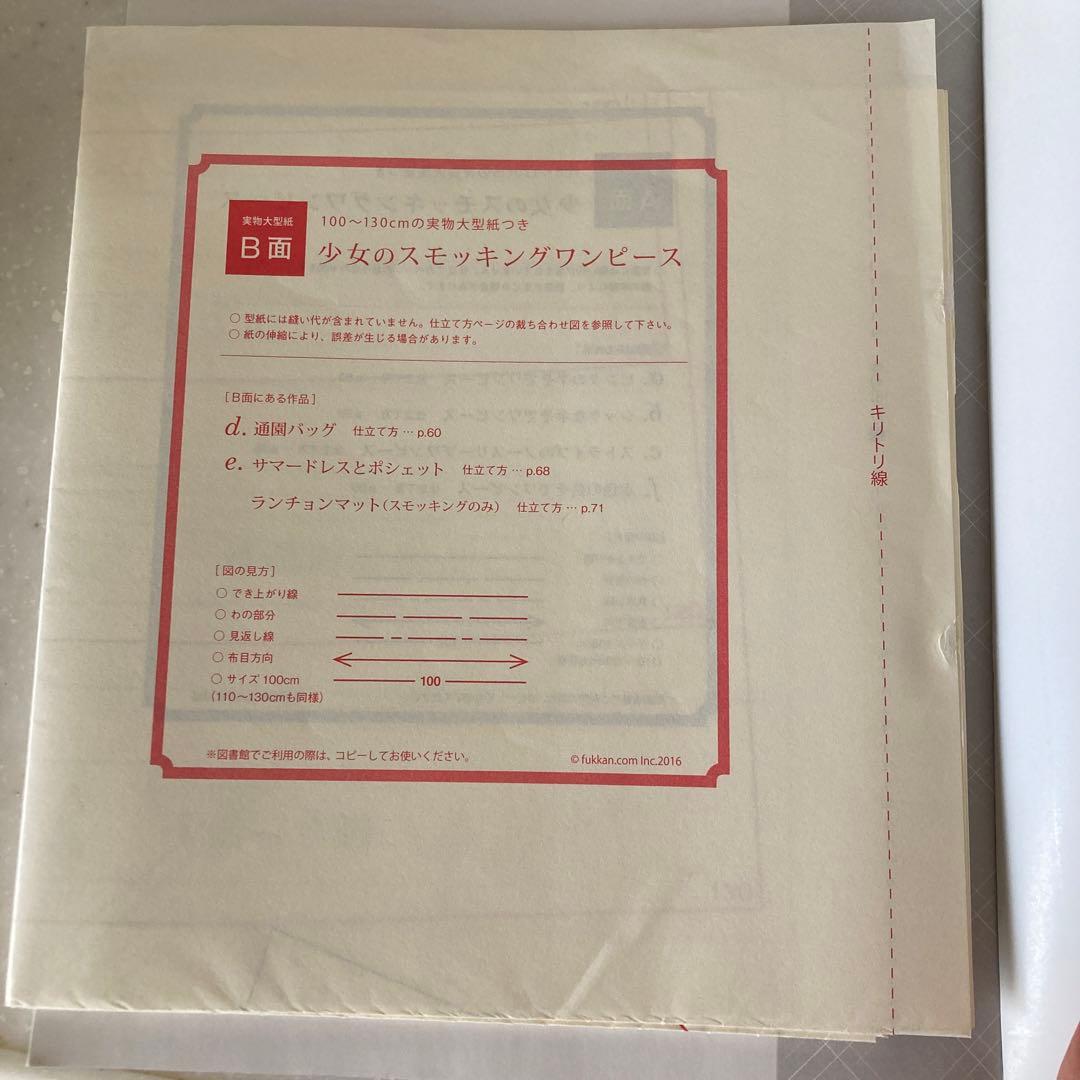 実物大型紙
B面
100〜130cmの実物大型紙つき
少女のスモッキングワンピース
○ 型紙には縫い代が含まれていません。仕立て方ページの裁ち合わせ図を参照して下さい。
○ 紙の伸縮により、誤差が生じる場合があります。
[B面にある作品]
d. 通園バッグ 仕立て方 … p.60
e. サマードレスとポシェット 仕立て方 … p.68
ランチョンマット(スモッキングのみ) 仕立て方 … p.71
[図の見方]
○ でき上がり線
○ わの部分
○ 見返し線
○ 布目方向
○ サイズ 100cm 100
(110〜130cmも同様)
※図書館でご利用の際は、コピーしてお使いください。
© fukkan.com Inc.2016
キリトリ線